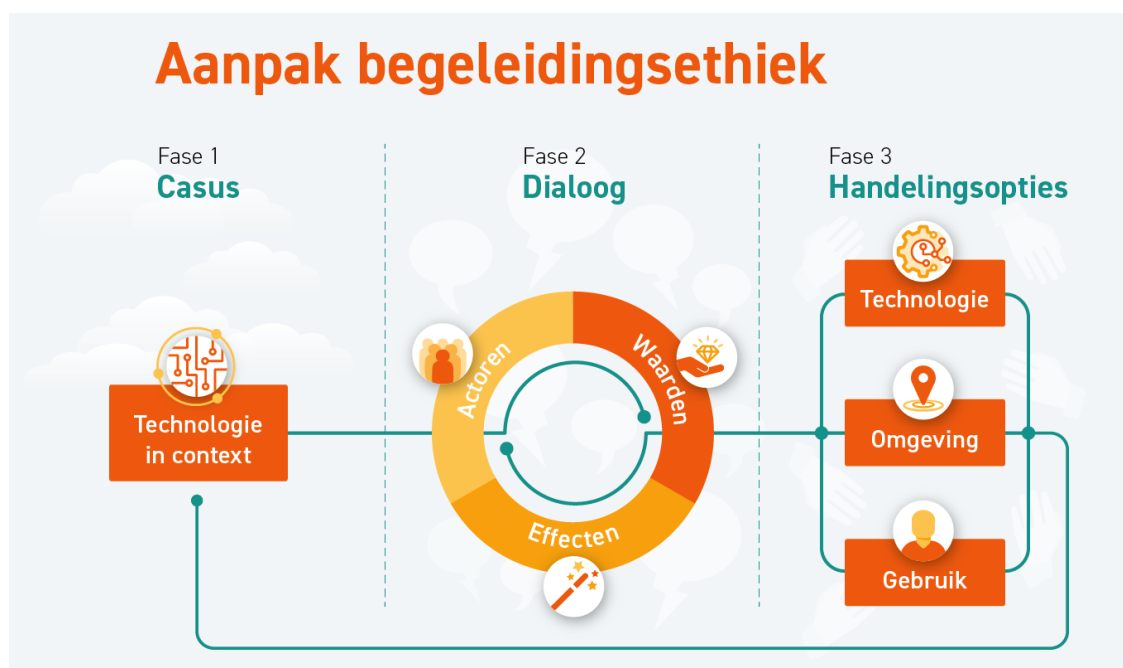 Aanpak begeleidingsethiek
Fase 1
Casus
Fase 2
Dialoog
Fase 3
Handelingsopties
Technologie
in context
Actoren
Waarden
Effecten
Technologie
Omgeving
Gebruik